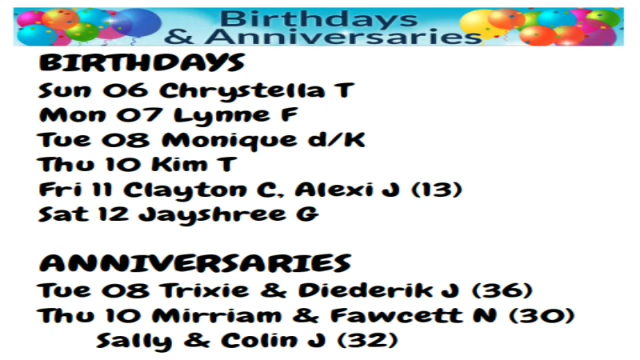 Birthdays
& Anniversaries
BIRTHDAYS
Sun 06 Chrystella T
Mon 07 Lynne F
Tue 08 Monique d/K
Thu 10 Kim T
Fri 11 Clayton C, Alexi J (13)
Sat 12 Jayshree G
ANNIVERSARIES
Tue 08 Trixie & Diederik J (36)
Thu 10 Mirriam & Fawcett N (30)
Sally & Colin J (32)